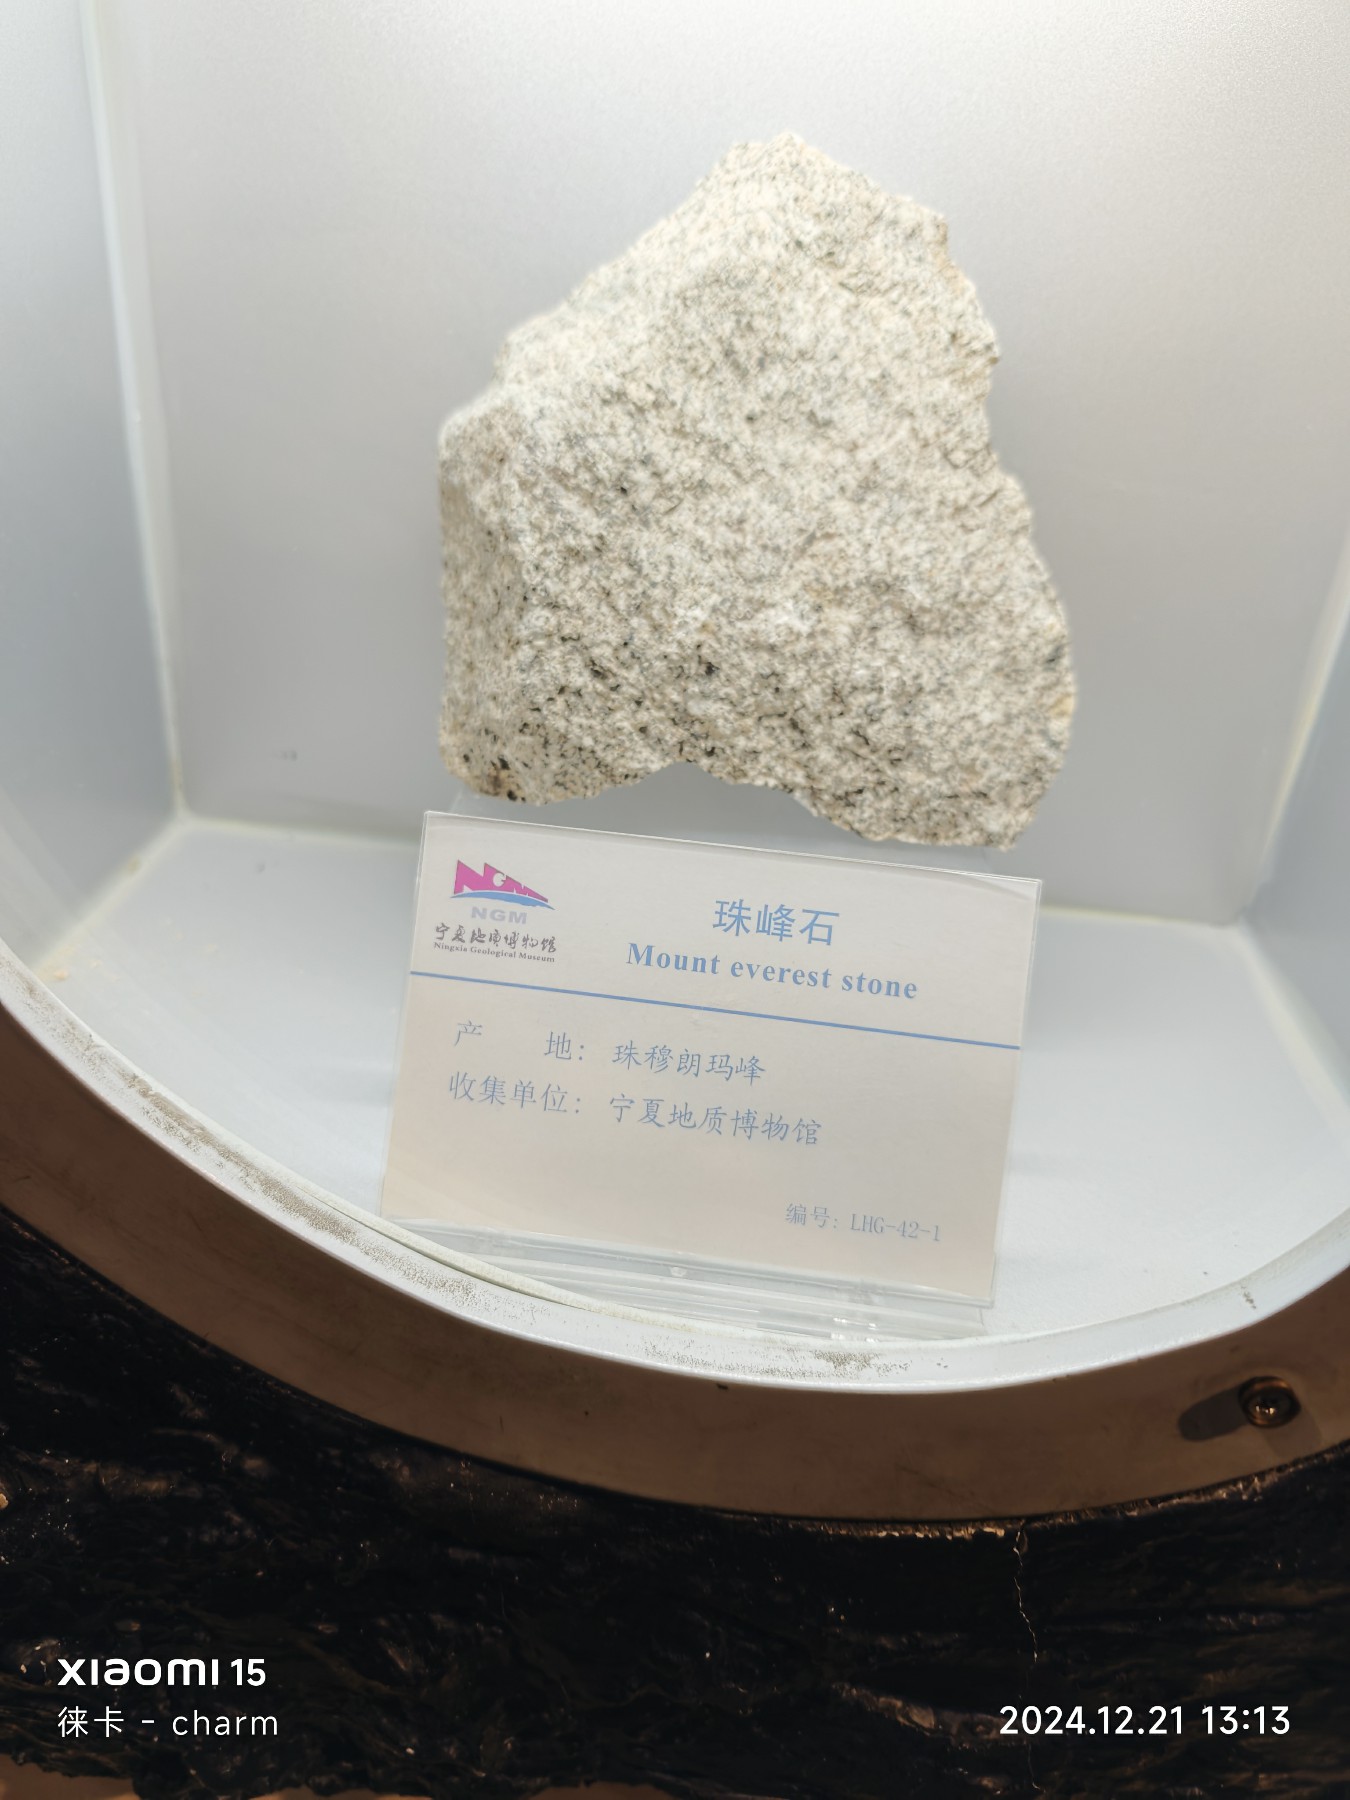 NGM
NGM
宁夏地质博物馆
Ningxia Geological Museum
珠峰石
Mount everest stone
产 地： 珠穆朗玛峰
收集单位： 宁夏地质博物馆
编号： LHG-42-1
xiaomi 15
徕卡 - charm
2024.12.21 13:13